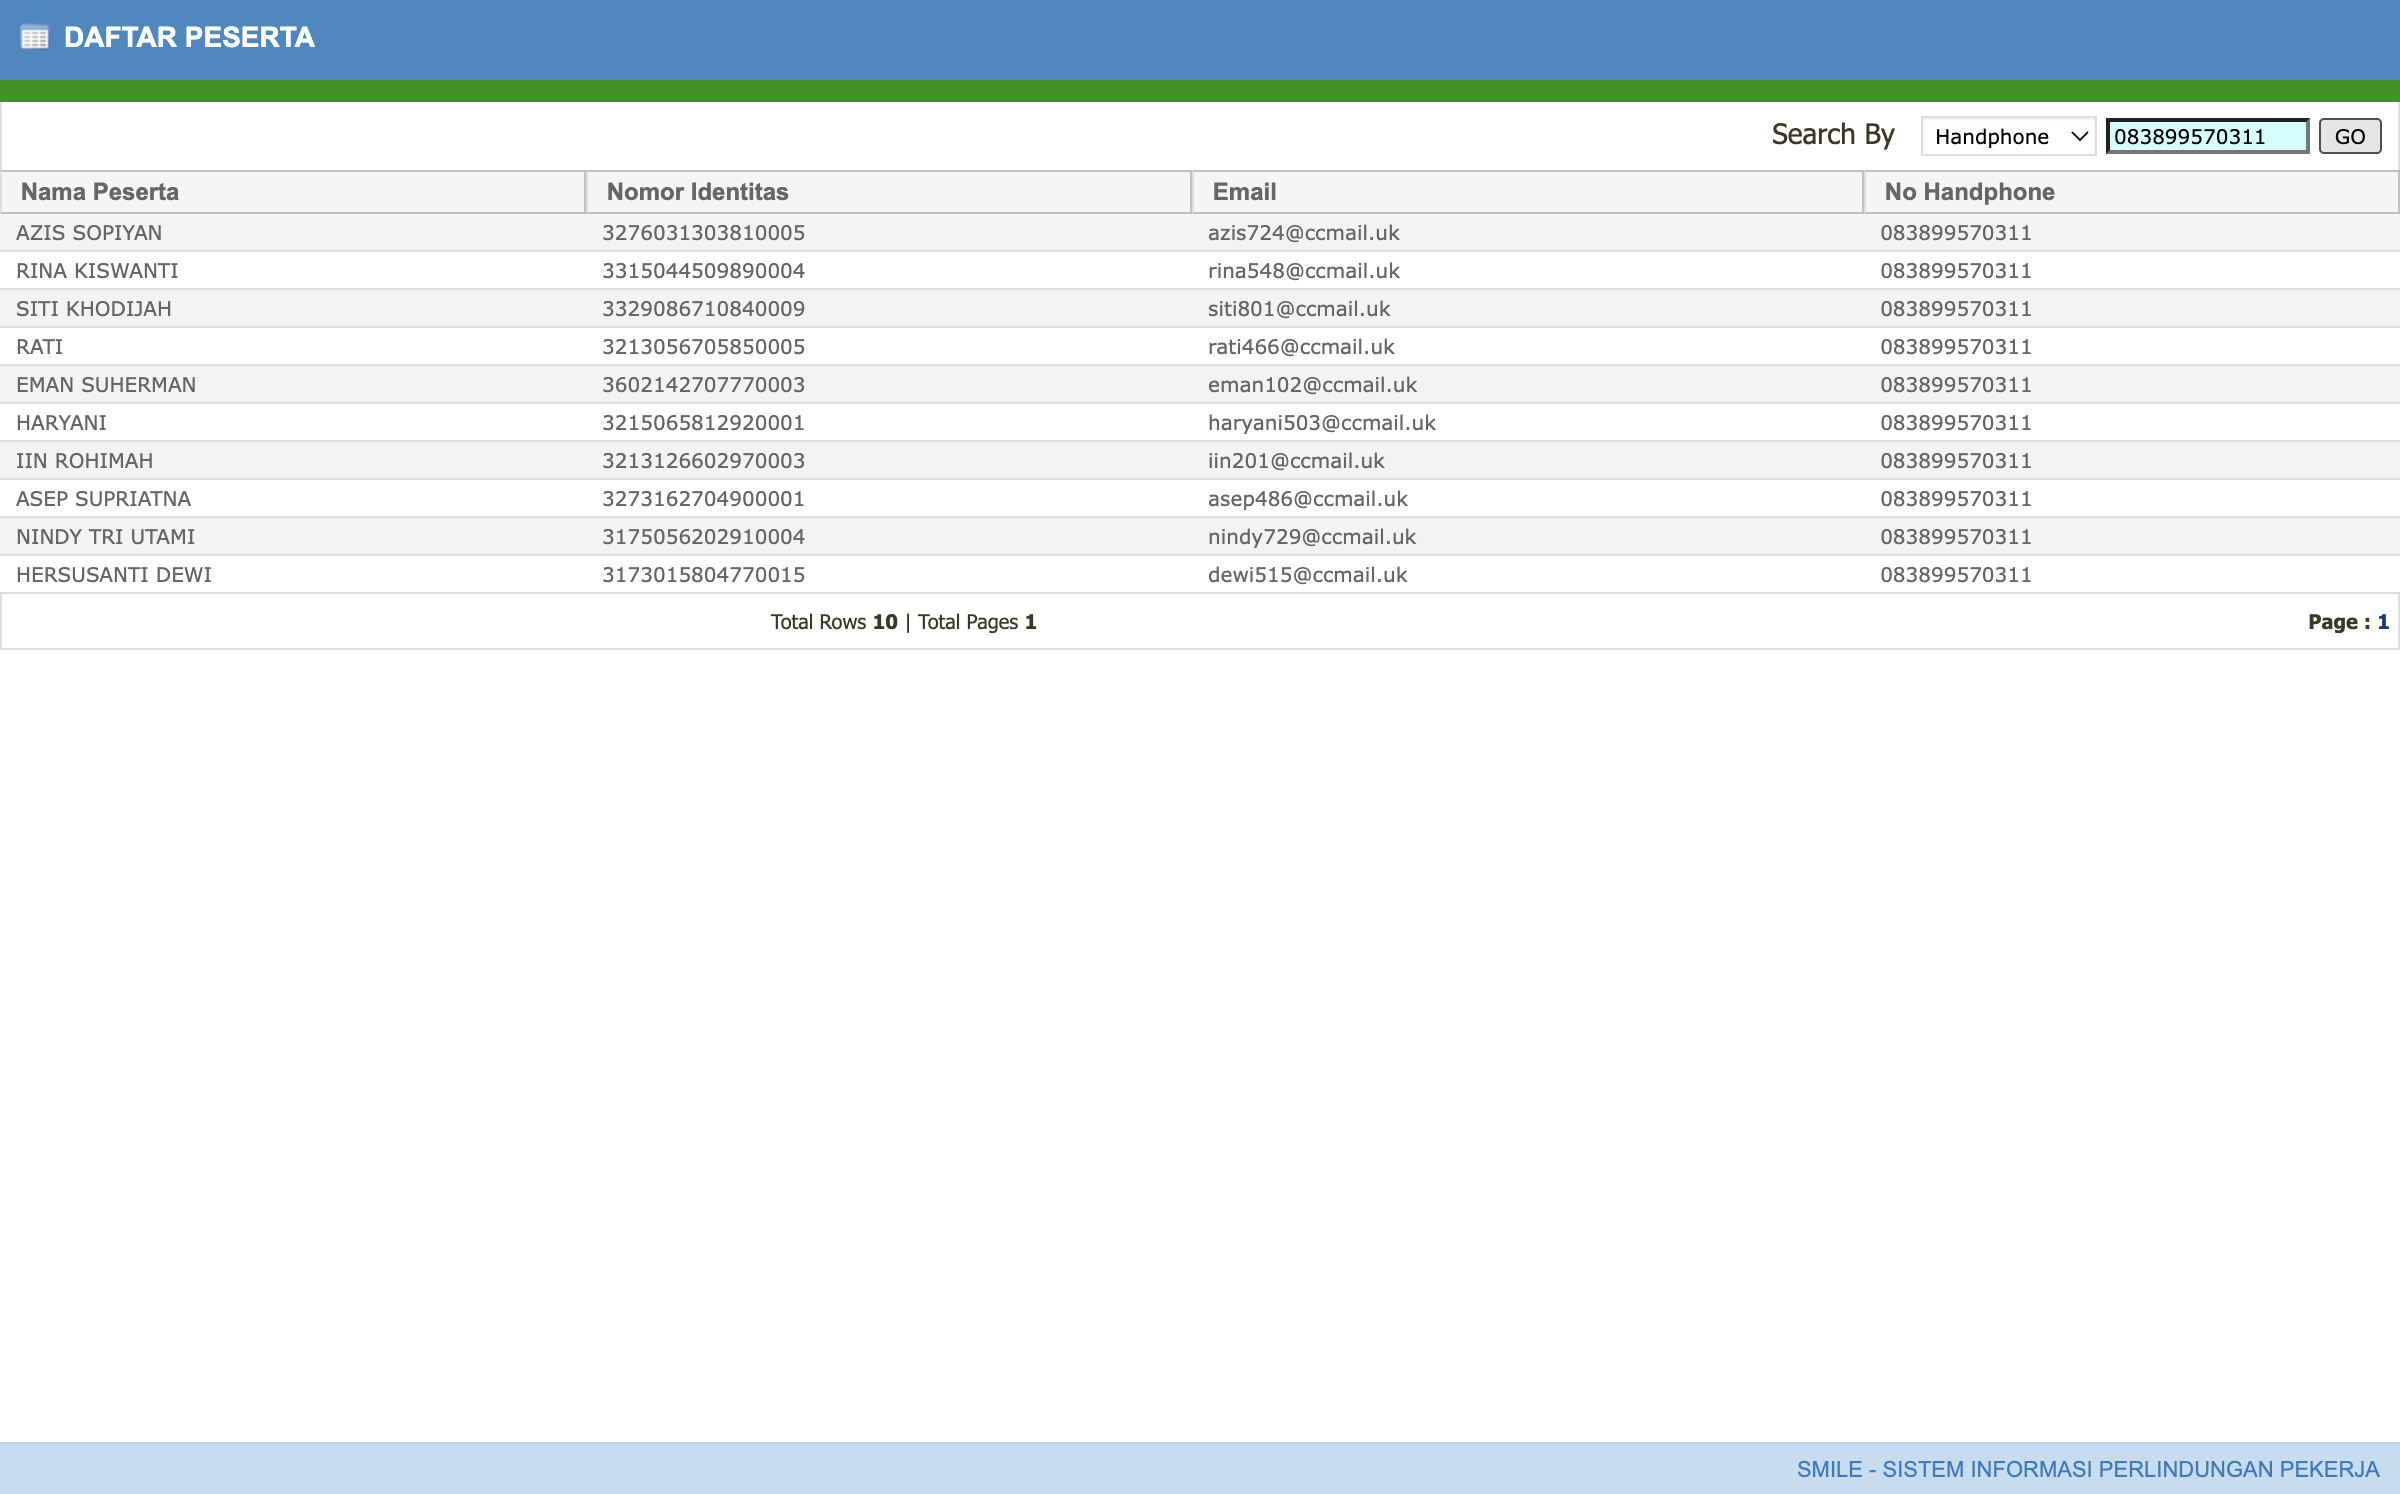 DAFTAR PESERTA
Search By Handphone 083899570311 GO
Nama Peserta Nomor Identitas Email No Handphone
AZIS SOPIYAN 3276031303810005 azis724@ccmail.uk 083899570311
RINA KISWANTI 3315044509890004 rina548@ccmail.uk 083899570311
SITI KHODIJAH 3329086710840009 siti801@ccmail.uk 083899570311
RATI 3213056705850005 rati466@ccmail.uk 083899570311
EMAN SUHERMAN 3602142707770003 eman102@ccmail.uk 083899570311
HARYANI 3215065812920001 haryani503@ccmail.uk 083899570311
IIN ROHIMAH 3213126602970003 iin201@ccmail.uk 083899570311
ASEP SUPRIATNA 3273162704900001 asep486@ccmail.uk 083899570311
NINDY TRI UTAMI 3175056202910004 nindy729@ccmail.uk 083899570311
HERSUSANTI DEWI 3173015804770015 dewi515@ccmail.uk 083899570311
Total Rows 10 | Total Pages 1 Page : 1
SMILE - SISTEM INFORMASI PERLINDUNGAN PEKERJA